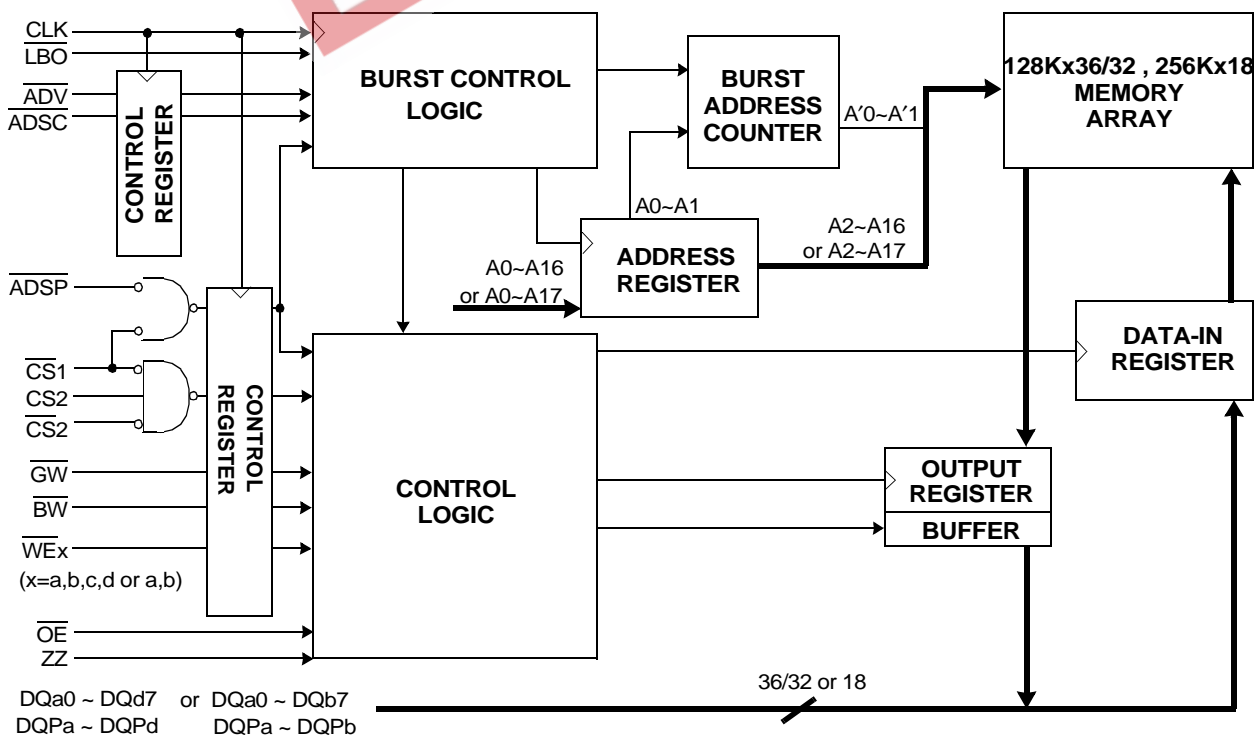 CLK
LBO
ADV
ADSC
CONTROL
REGISTER
BURST CONTROL
LOGIC
BURST
ADDRESS
COUNTER
A′0~A′1
128Kx36/32 , 256Kx18
MEMORY
ARRAY
A0~A1
ADDRESS
REGISTER
A2~A16
or A2~A17
A0~A16
or A0~A17
ADSP
CS1
CS2
CS2
CONTROL
REGISTER
DATA-IN
REGISTER
GW
BW
WEx
(x=a,b,c,d or a,b)
OE
ZZ
CONTROL
LOGIC
OUTPUT
REGISTER
BUFFER
DQa0 ~ DQd7 or DQa0 ~ DQb7
DQPa ~ DQPd DQPa ~ DQPb
36/32 or 18